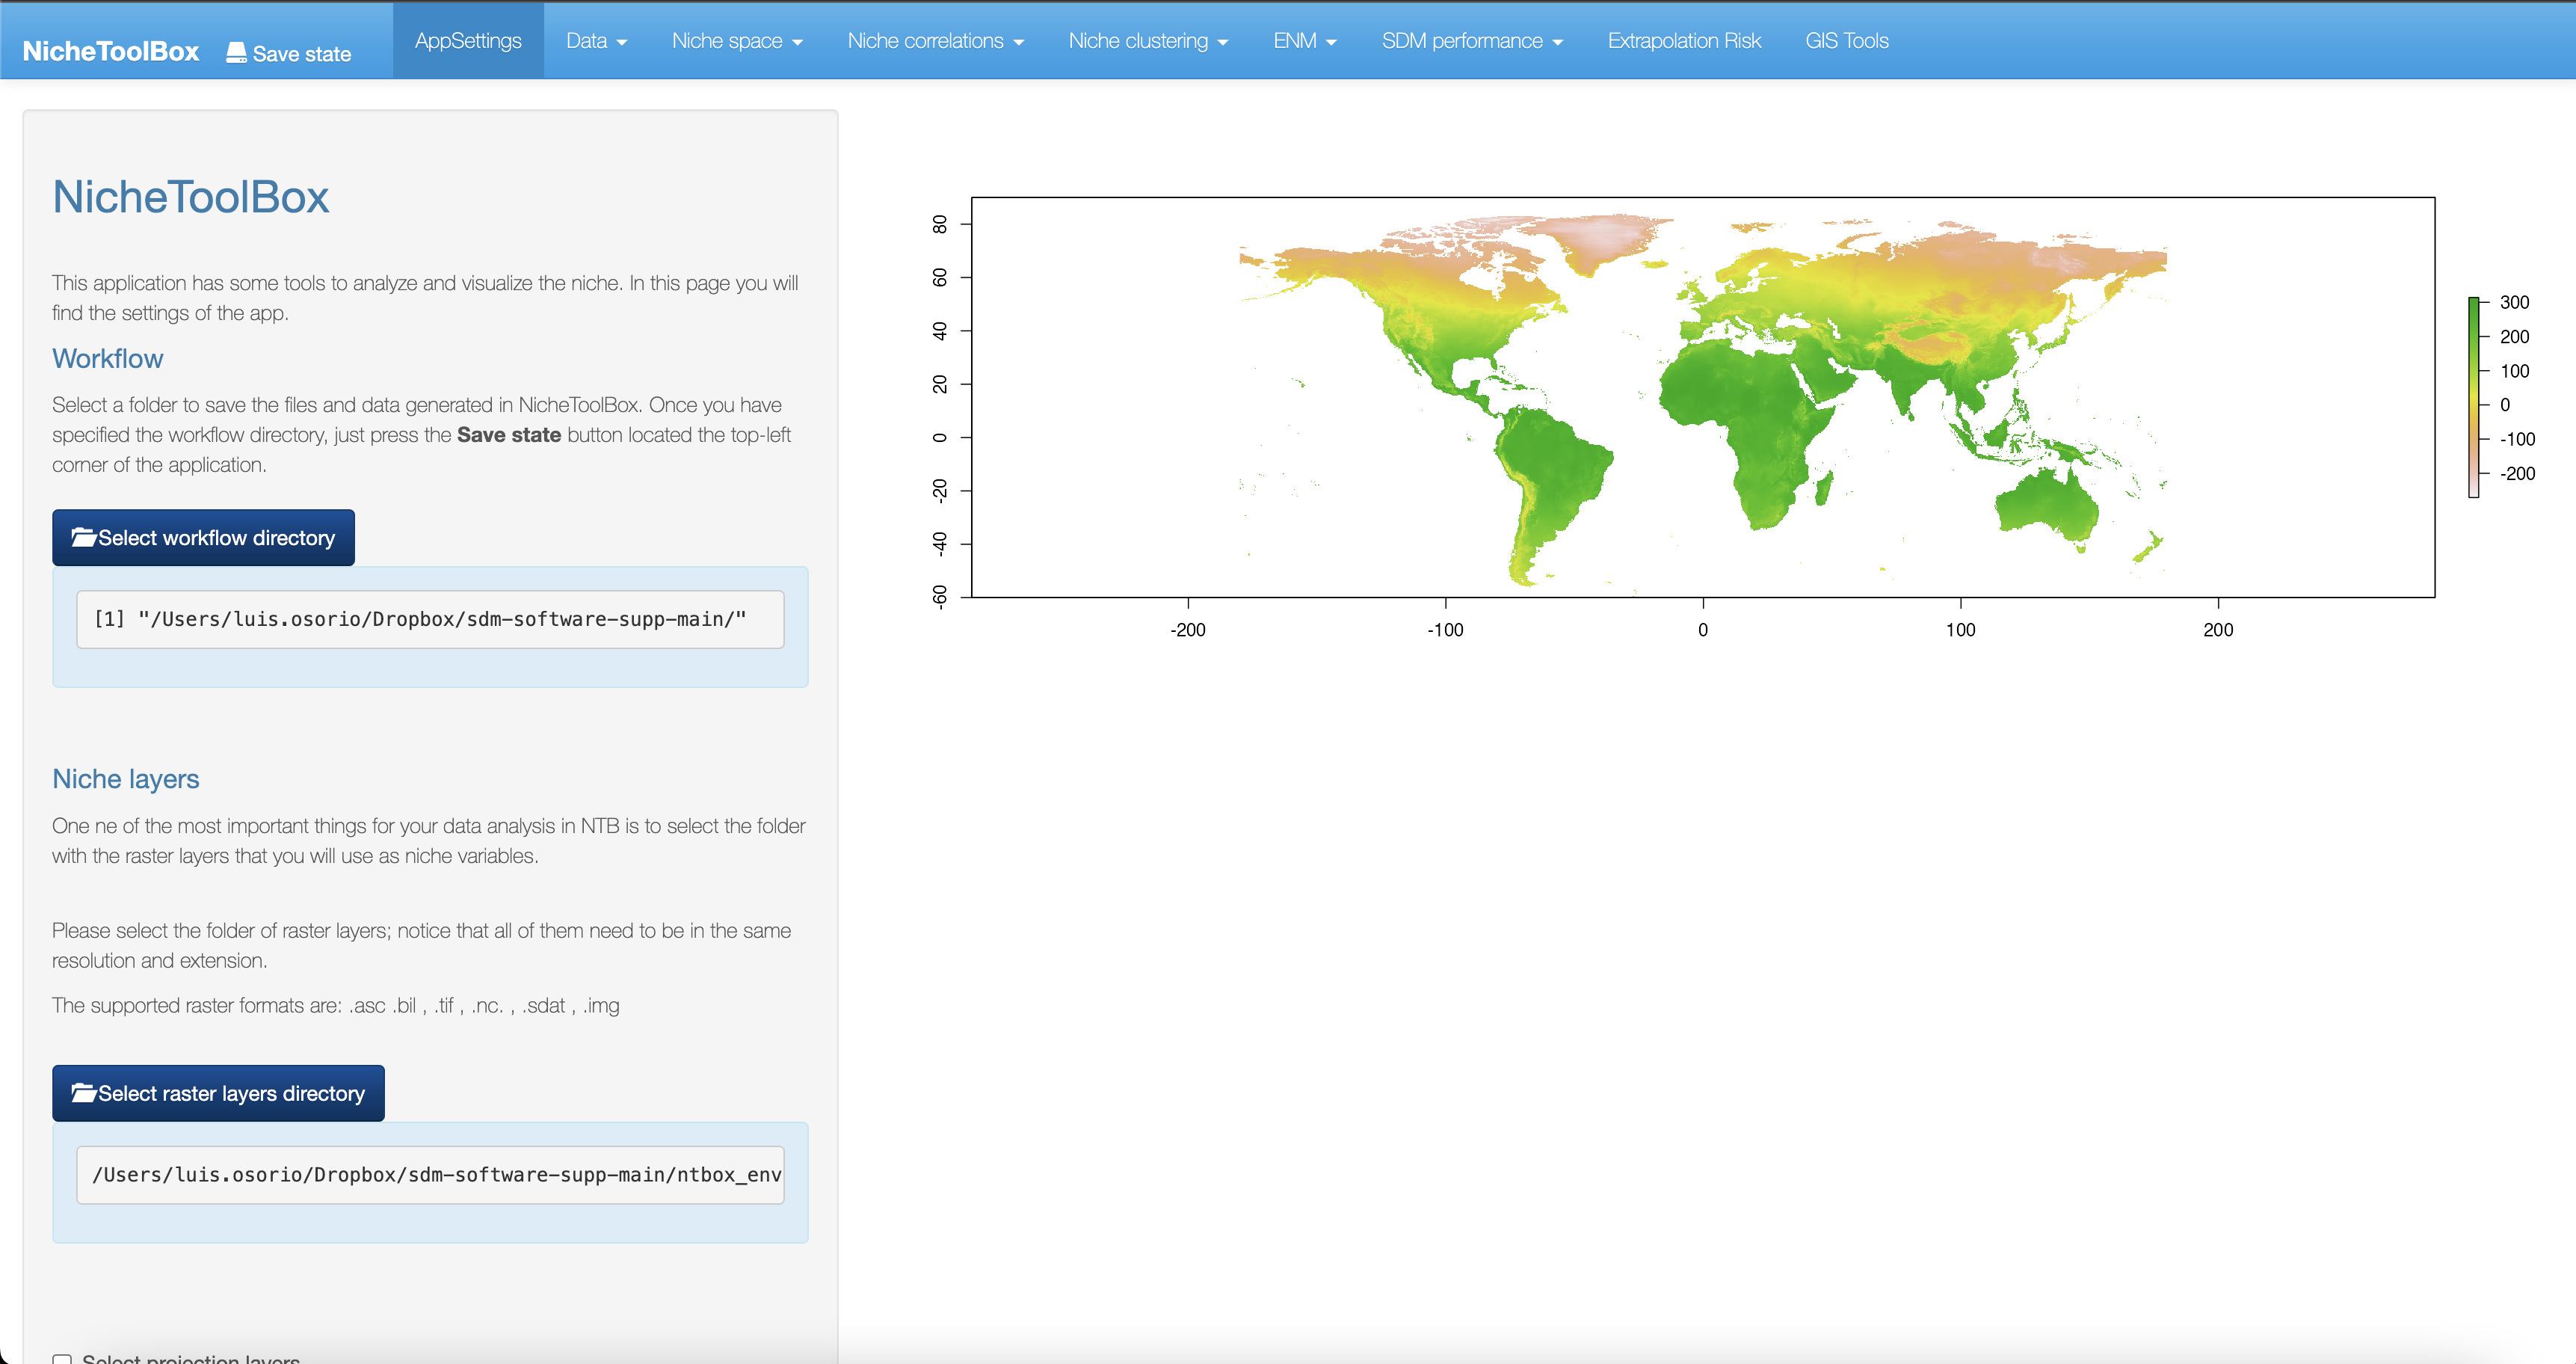 NicheToolBox Save state AppSettings Data Niche space Niche correlations Niche clustering ENM SDM performance Extrapolation Risk GIS Tools
NicheToolBox
This application has some tools to analyze and visualize the niche. In this page you will
find the settings of the app.
Workflow
Select a folder to save the files and data generated in NicheToolBox. Once you have
specified the workflow directory, just press the Save state button located the top-left
corner of the application.
Select workflow directory
[1] "/Users/luis.osorio/Dropbox/sdm-software-supp-main/"
Niche layers
One ne of the most important things for your data analysis in NTB is to select the folder
with the raster layers that you will use as niche variables.
Please select the folder of raster layers; notice that all of them need to be in the same
resolution and extension.
The supported raster formats are: .asc .bil , .tif , .nc. , .sdat , .img
Select raster layers directory
/Users/luis.osorio/Dropbox/sdm-software-supp-main/ntbox_env
Select projection layers
80
60
40
20
0
-20
-40
-60
-200 -100 0 100 200
300
200
100
0
-100
-200